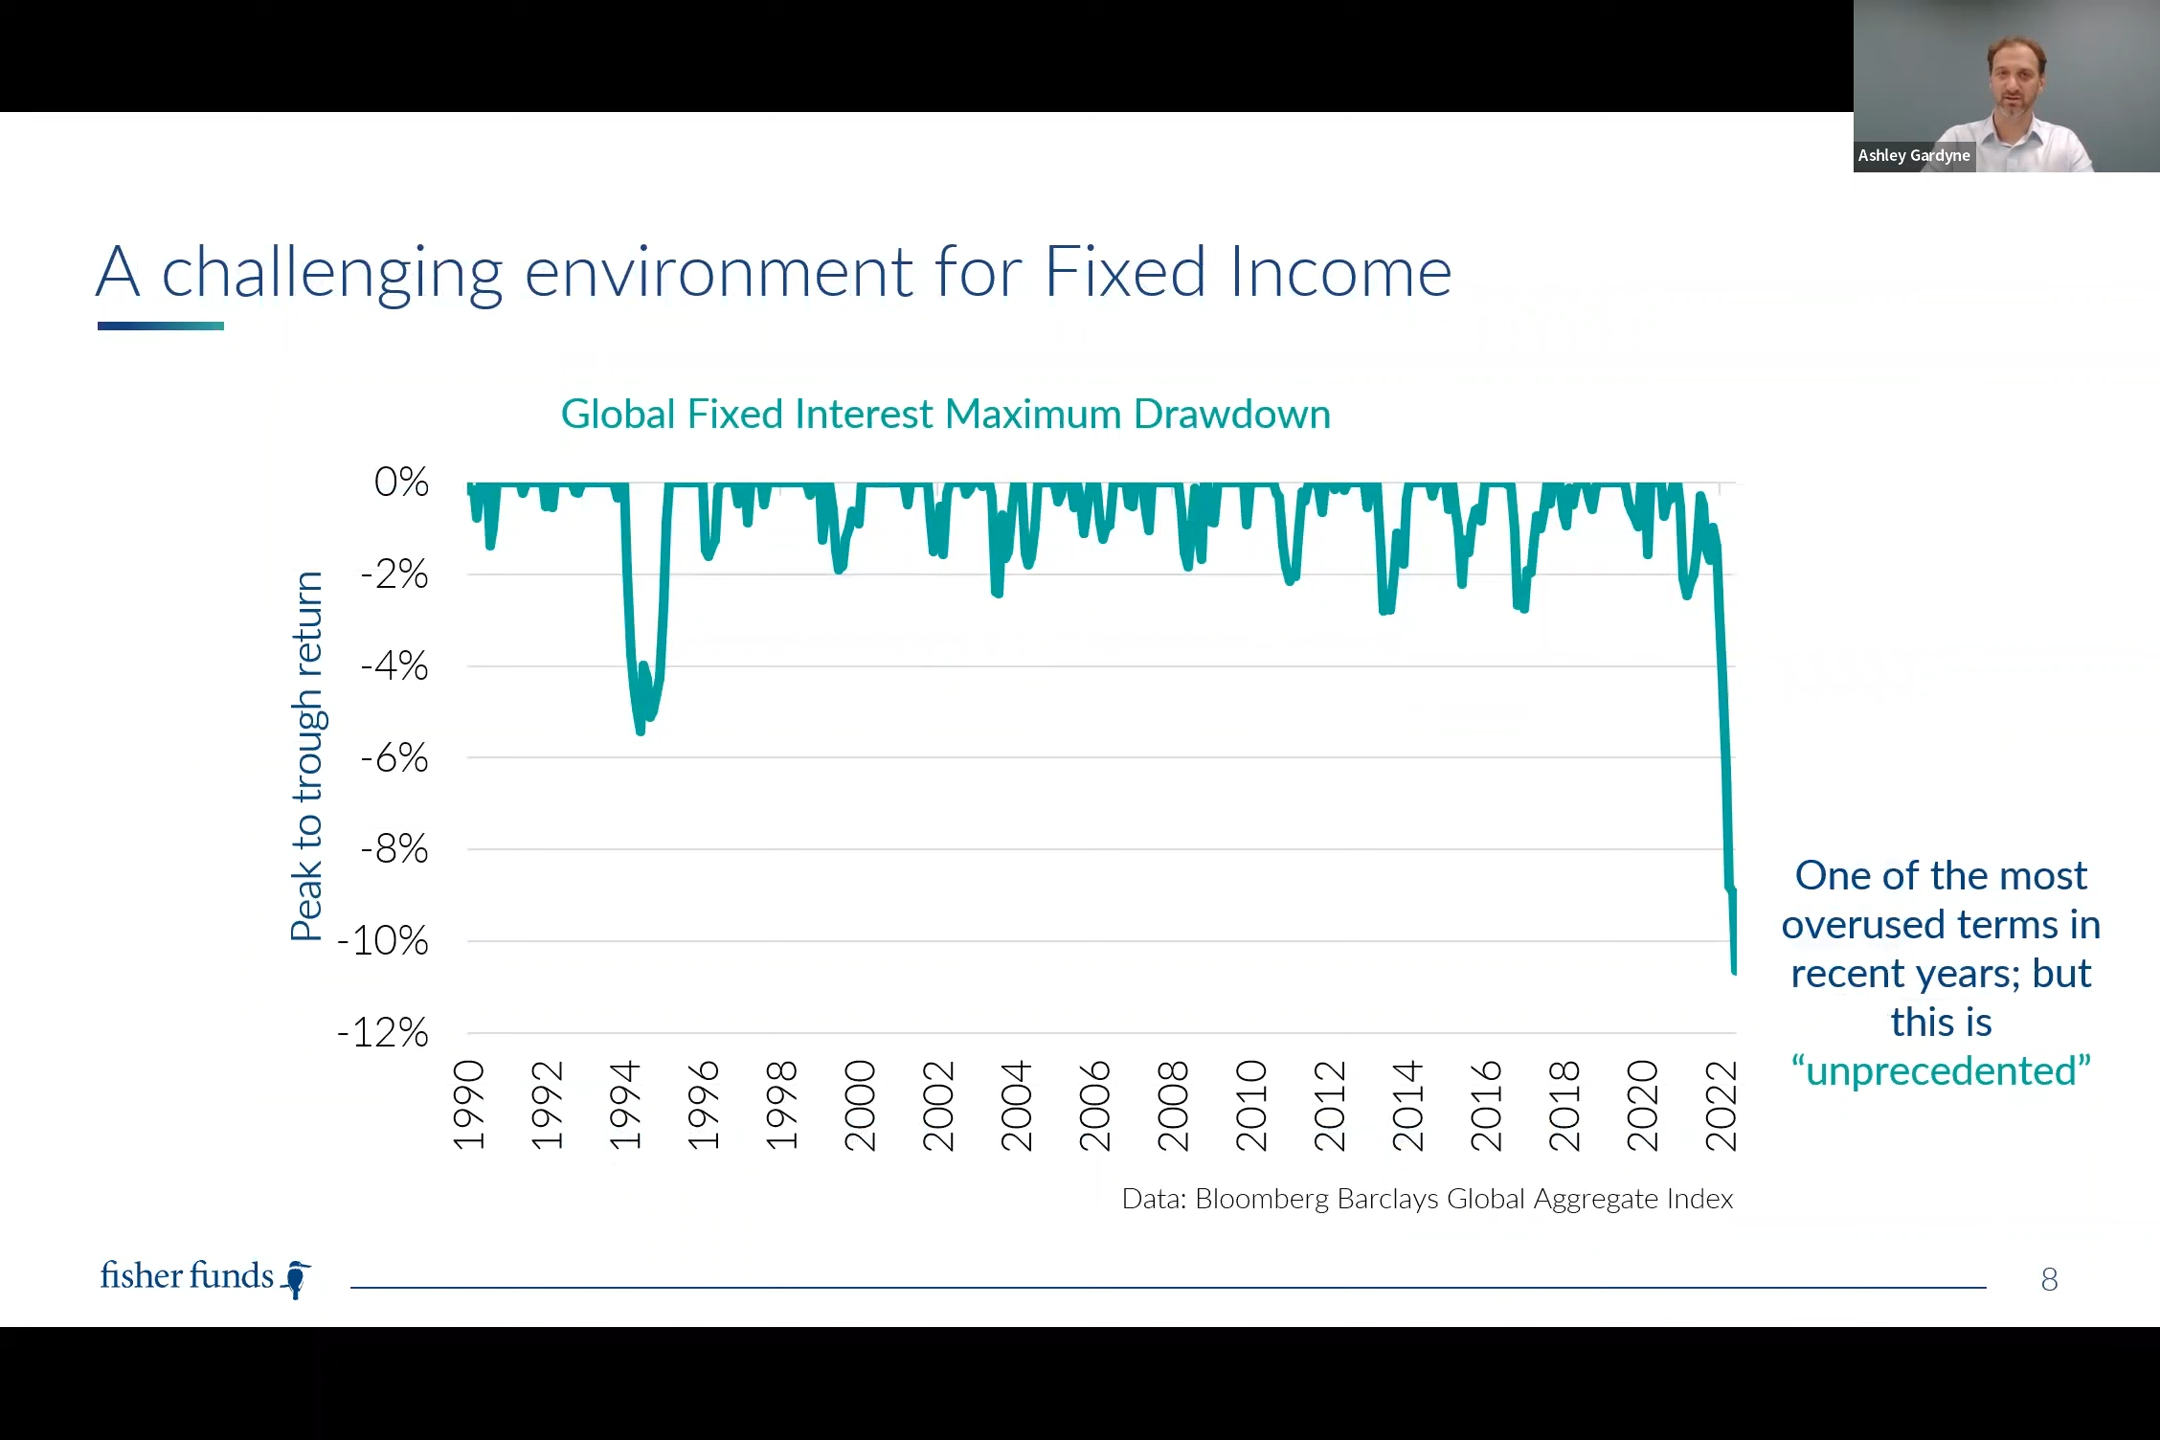 Ashley Gardyne
A challenging environment for Fixed Income
Global Fixed Interest Maximum Drawdown
Peak to trough return
0%
-2%
-4%
-6%
-8%
-10%
-12%
1990
1992
1994
1996
1998
2000
2002
2004
2006
2008
2010
2012
2014
2016
2018
2020
2022
One of the most
overused terms in
recent years; but
this is
“unprecedented”
Data: Bloomberg Barclays Global Aggregate Index
fisher funds
8